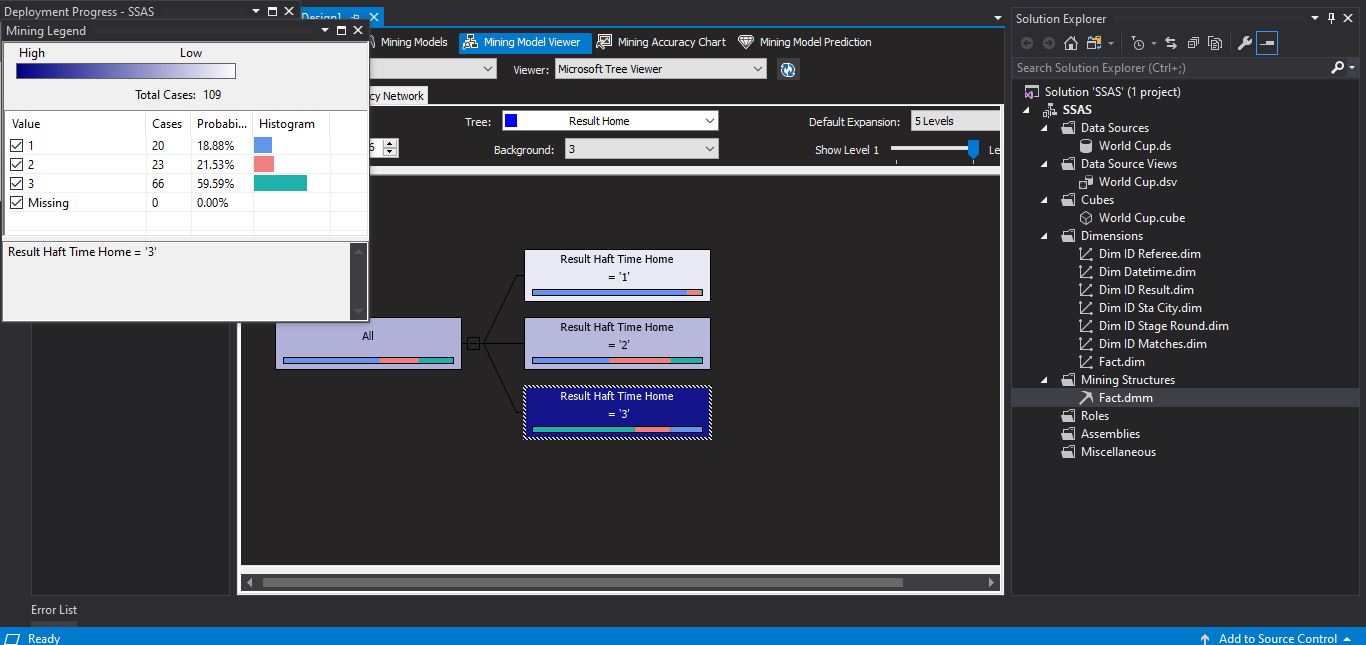 Deployment Progress - SSAS
Mining Legend
High Low
Total Cases: 109
Value Cases Probabi... Histogram
1 20 18.88%
2 23 21.53%
3 66 59.59%
Missing 0 0.00%
Result Haft Time Home = '3'
Design]
Mining Models Mining Model Viewer Mining Accuracy Chart Mining Model Prediction
Viewer: Microsoft Tree Viewer
cy Network
Tree: Result Home Default Expansion: 5 Levels
6 Background: 3 Show Level 1 Le
All
Result Haft Time Home
= '1'
Result Haft Time Home
= '2'
Result Haft Time Home
= '3'
Solution Explorer
Search Solution Explorer (Ctrl+;)
Solution 'SSAS' (1 project)
SSAS
Data Sources
World Cup.ds
Data Source Views
World Cup.dsv
Cubes
World Cup.cube
Dimensions
Dim ID Referee.dim
Dim Datetime.dim
Dim ID Result.dim
Dim ID Sta City.dim
Dim ID Stage Round.dim
Dim ID Matches.dim
Fact.dim
Mining Structures
Fact.dmm
Roles
Assemblies
Miscellaneous
Error List
Ready
Add to Source Control